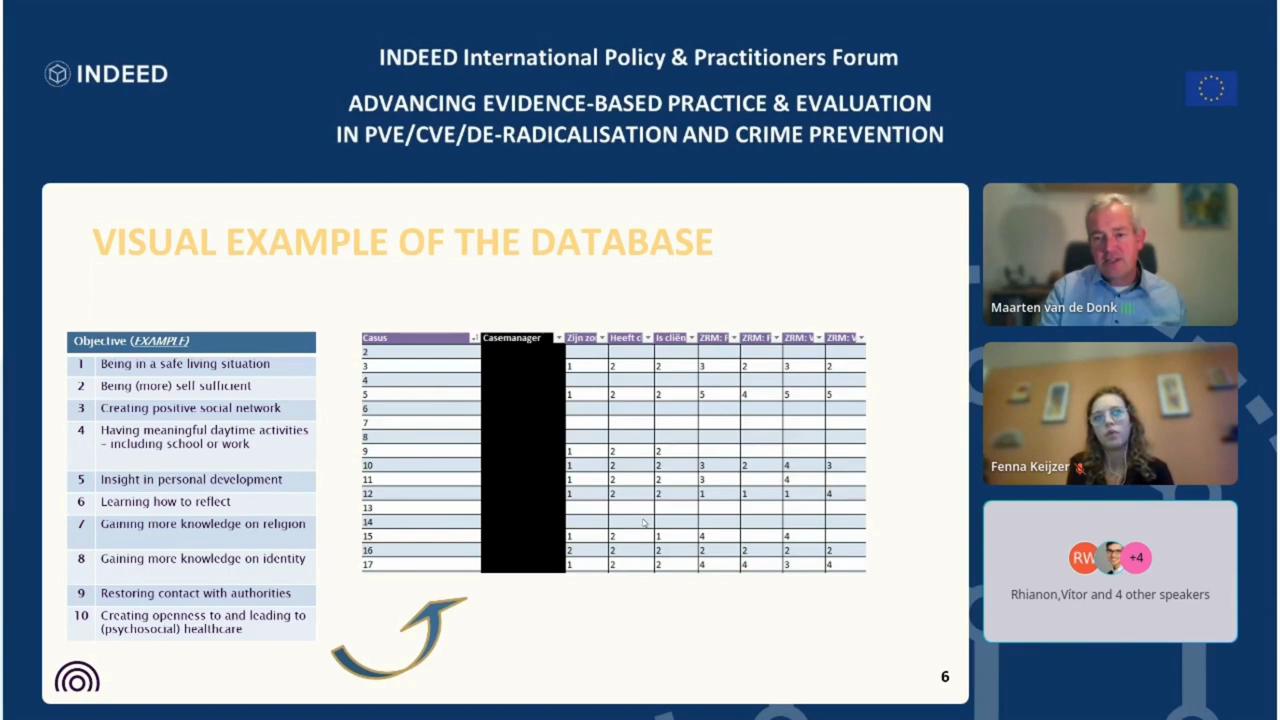 INDEED
INDEED International Policy & Practitioners Forum
ADVANCING EVIDENCE-BASED PRACTICE & EVALUATION
IN PVE/CVE/DE-RADICALISATION AND CRIME PREVENTION
VISUAL EXAMPLE OF THE DATABASE
Objective (EXAMPLE)
1 Being in a safe living situation
2 Being (more) self sufficient
3 Creating positive social network
4 Having meaningful daytime activities
– including school or work
5 Insight in personal development
6 Learning how to reflect
7 Gaining more knowledge on religion
8 Gaining more knowledge on identity
9 Restoring contact with authorities
10 Creating openness to and leading to
(psychosocial) healthcare
Casus Casemanager Zijn zo Heeft c Is cliën ZRM: F ZRM: F ZRM: V ZRM: V
2
3 1 2 2 3 2 3 2
4
5 1 2 2 5 4 5 5
6
7
8
9 1 2 2
10 1 2 2 3 2 4 3
11 1 2 2 3 4
12 1 2 2 1 1 1 4
13
14
15 1 2 1 4 4
16 2 2 2 2 2 2 2
17 1 2 2 4 4 3 4
6
Maarten van de Donk
Fenna Keijzer
RW
+4
Rhianon,Vítor and 4 other speakers